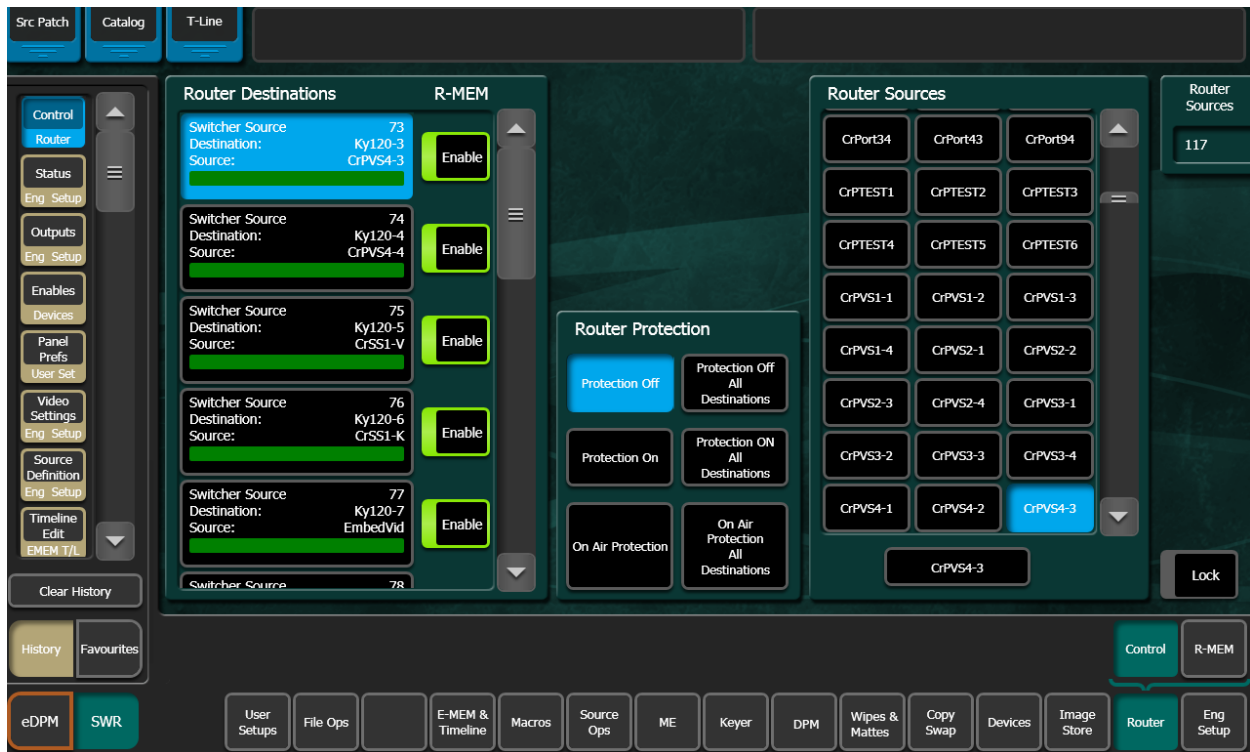 Src Patch
Catalog
T-Line
Control
Router
Status
Eng Setup
Outputs
Eng Setup
Enables
Devices
Panel
Prefs
User Set
Video
Settings
Eng Setup
Source
Definition
Eng Setup
Timeline
Edit
EMEM T/L
Clear History
History
Favourites
eDPM
SWR
Router Destinations R-MEM
Switcher Source 73
Destination: Ky120-3
Source: CrPVS4-3
Enable
Switcher Source 74
Destination: Ky120-4
Source: CrPVS4-4
Enable
Switcher Source 75
Destination: Ky120-5
Source: CrSS1-V
Enable
Switcher Source 76
Destination: Ky120-6
Source: CrSS1-K
Enable
Switcher Source 77
Destination: Ky120-7
Source: EmbedVid
Enable
Switcher Source 78
Router Protection
Protection Off
Protection Off
All
Destinations
Protection On
Protection ON
All
Destinations
On Air Protection
On Air
Protection
All
Destinations
Router Sources
CrPort34 CrPort43 CrPort94
CrPTEST1 CrPTEST2 CrPTEST3
CrPTEST4 CrPTEST5 CrPTEST6
CrPVS1-1 CrPVS1-2 CrPVS1-3
CrPVS1-4 CrPVS2-1 CrPVS2-2
CrPVS2-3 CrPVS2-4 CrPVS3-1
CrPVS3-2 CrPVS3-3 CrPVS3-4
CrPVS4-1 CrPVS4-2 CrPVS4-3
CrPVS4-3
Router
Sources
117
Lock
Control
R-MEM
User
Setups
File Ops
E-MEM &
Timeline
Macros
Source
Ops
ME
Keyer
DPM
Wipes &
Mattes
Copy
Swap
Devices
Image
Store
Router
Eng
Setup